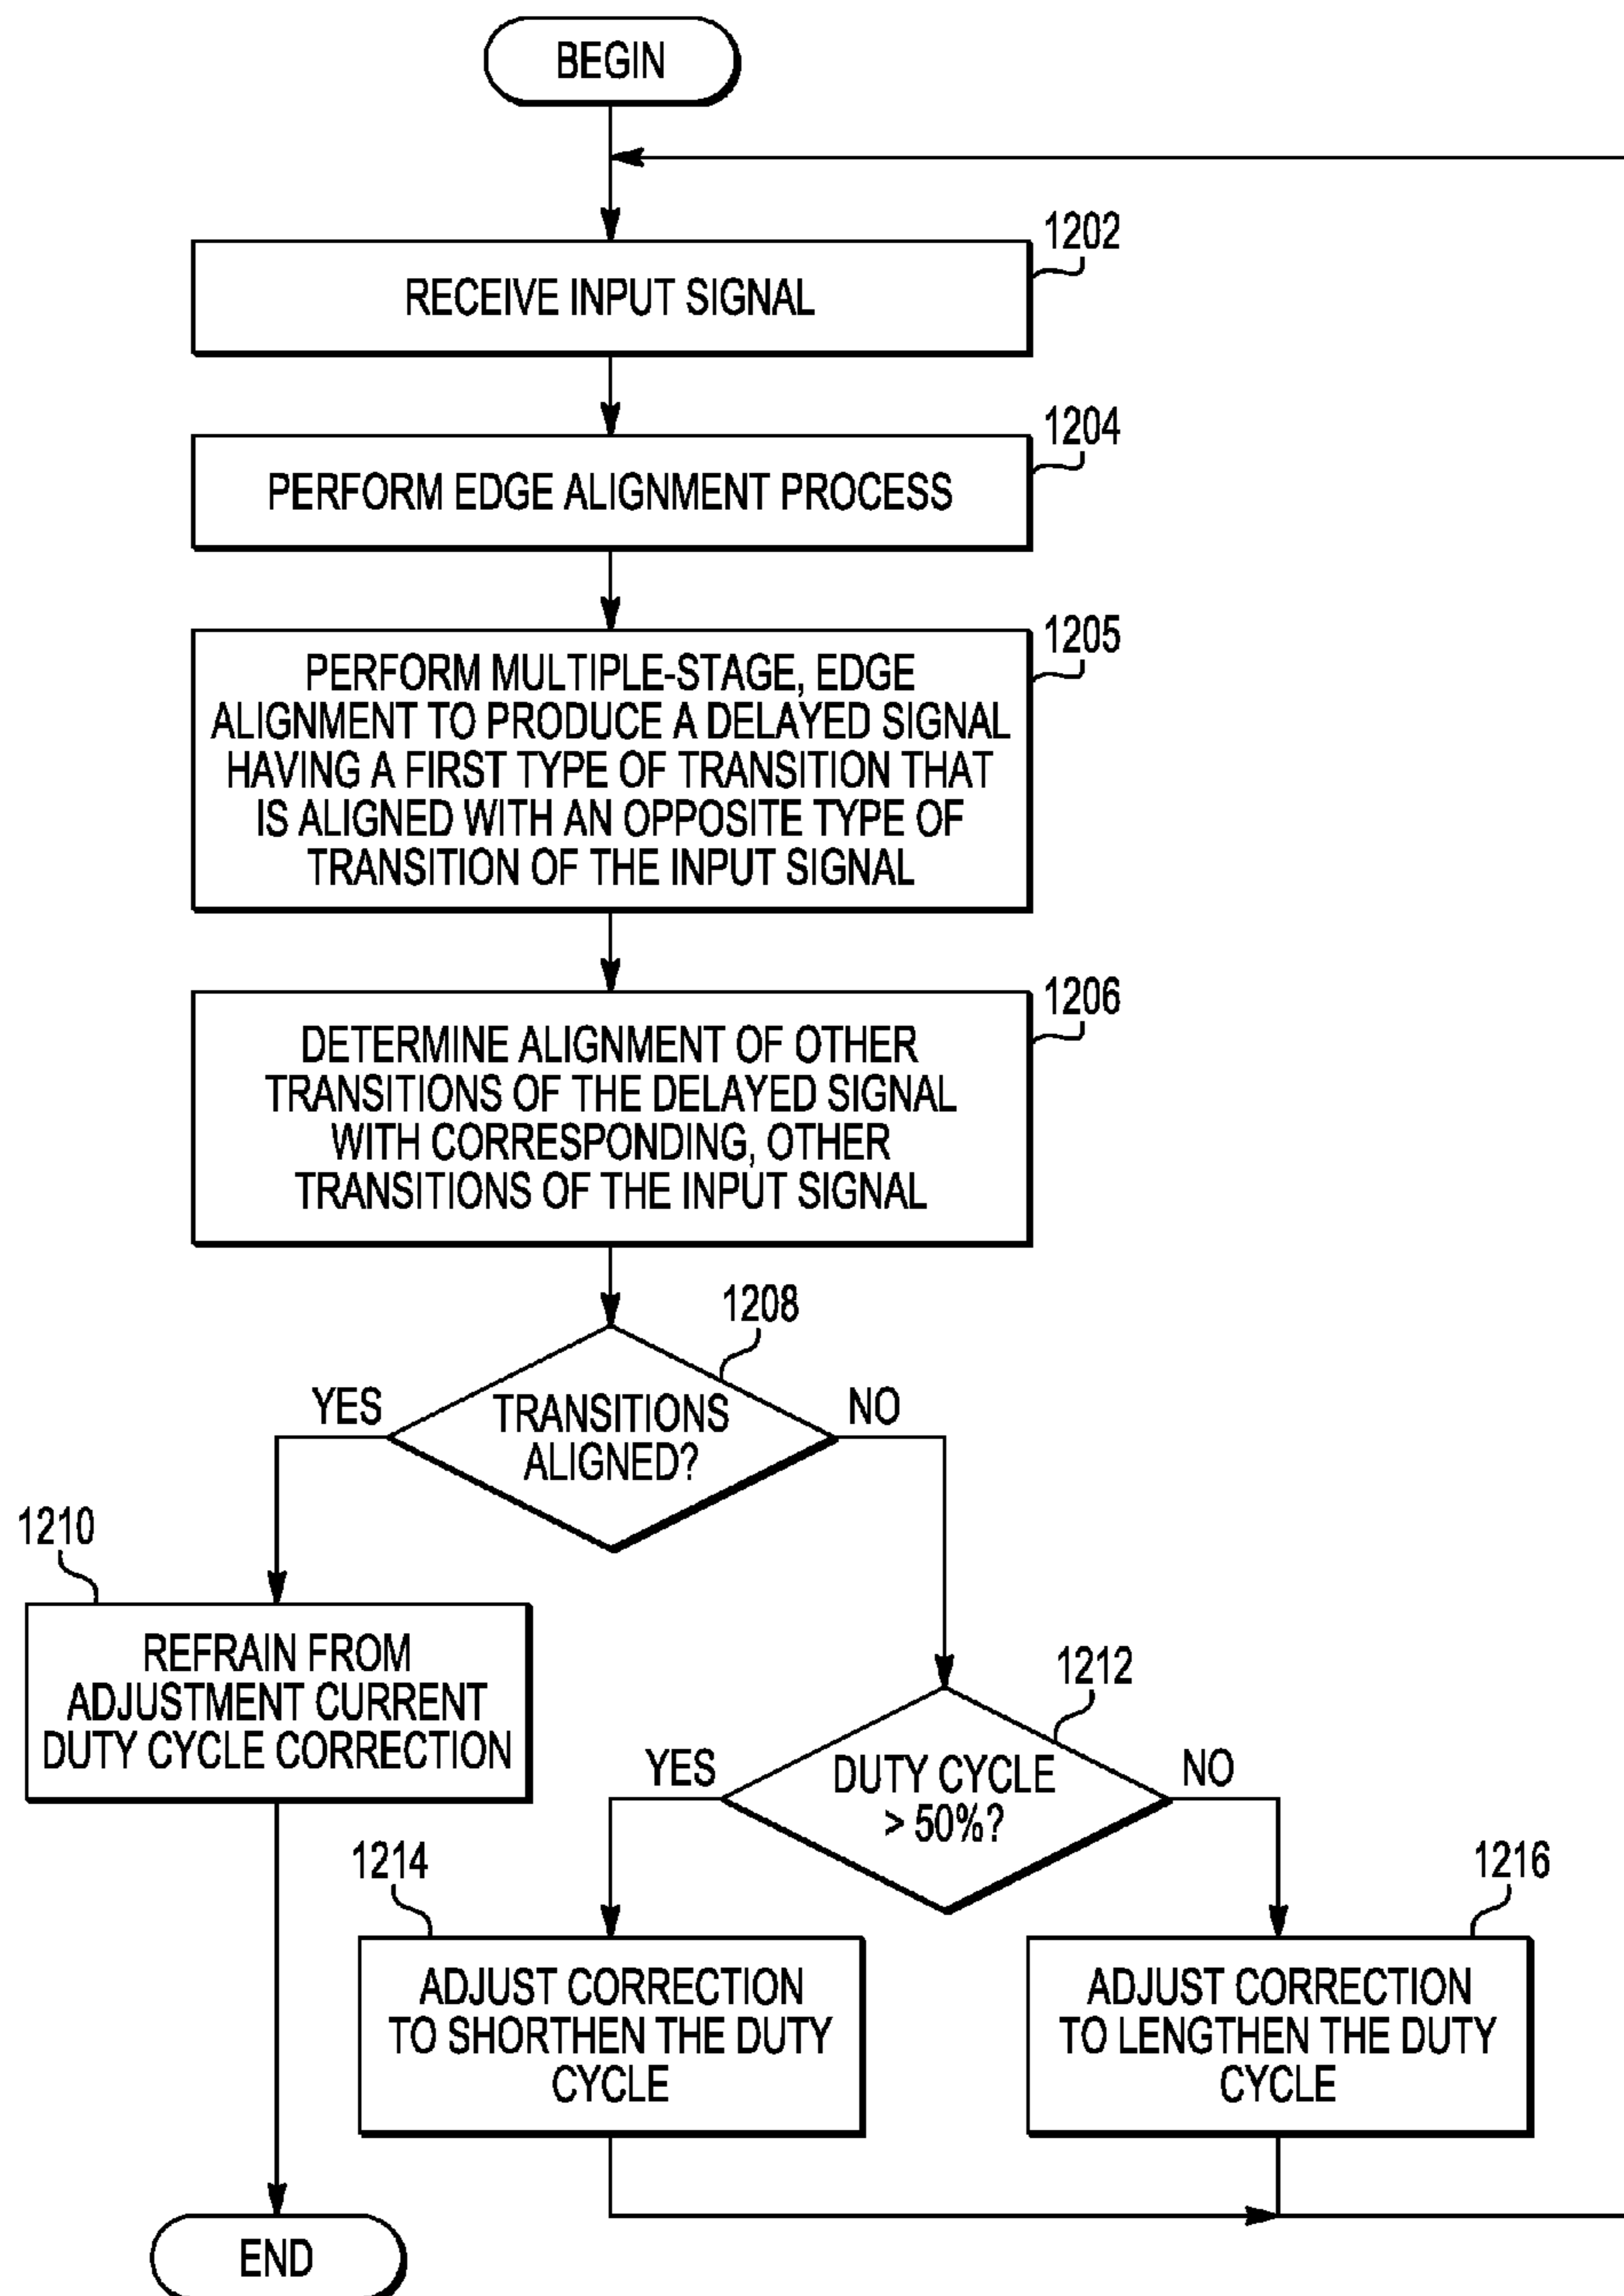 BEGIN
1202
RECEIVE INPUT SIGNAL
1204
PERFORM EDGE ALIGNMENT PROCESS
1205
PERFORM MULTIPLE-STAGE, EDGE
ALIGNMENT TO PRODUCE A DELAYED SIGNAL
HAVING A FIRST TYPE OF TRANSITION THAT
IS ALIGNED WITH AN OPPOSITE TYPE OF
TRANSITION OF THE INPUT SIGNAL
1206
DETERMINE ALIGNMENT OF OTHER
TRANSITIONS OF THE DELAYED SIGNAL
WITH CORRESPONDING, OTHER
TRANSITIONS OF THE INPUT SIGNAL
1208
YES
TRANSITIONS
ALIGNED?
NO
1210
REFRAIN FROM
ADJUSTMENT CURRENT
DUTY CYCLE CORRECTION
1212
YES
DUTY CYCLE
> 50%?
NO
1214
ADJUST CORRECTION
TO SHORTHEN THE DUTY
CYCLE
1216
ADJUST CORRECTION
TO LENGTHEN THE DUTY
CYCLE
END